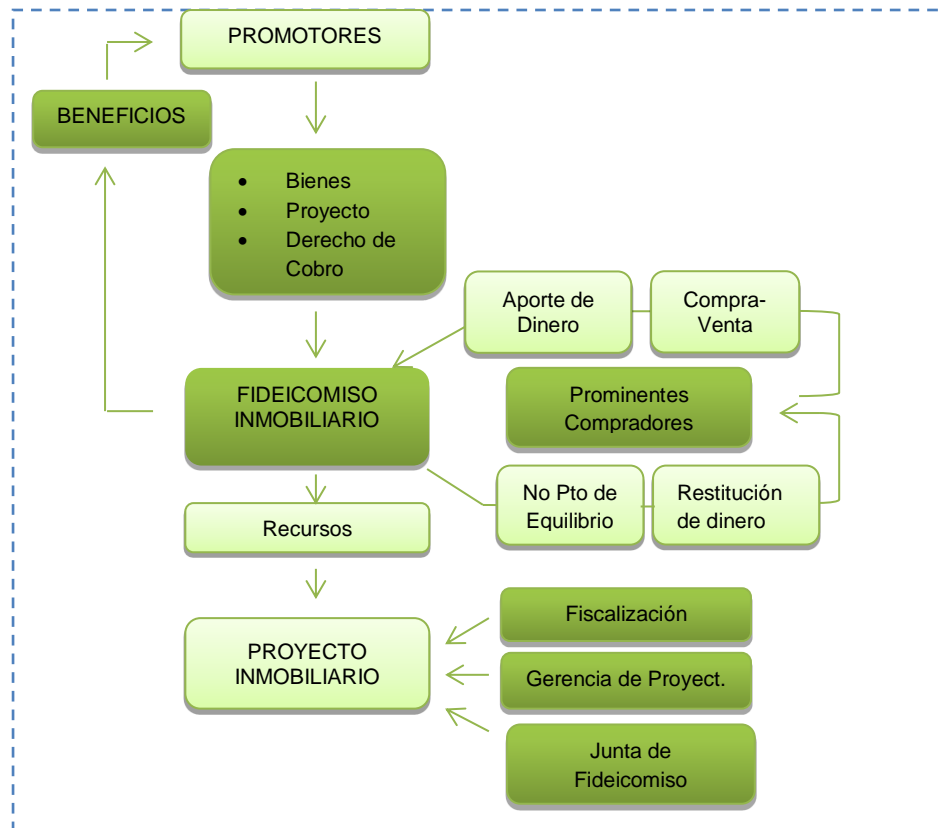 PROMOTORES
BENEFICIOS
• Bienes
• Proyecto
• Derecho de
Cobro
Aporte de
Dinero
Compra-
Venta
FIDEICOMISO
INMOBILIARIO
Prominentes
Compradores
No Pto de
Equilibrio
Restitución
de dinero
Recursos
PROYECTO
INMOBILIARIO
Fiscalización
Gerencia de Proyect.
Junta de
Fideicomiso